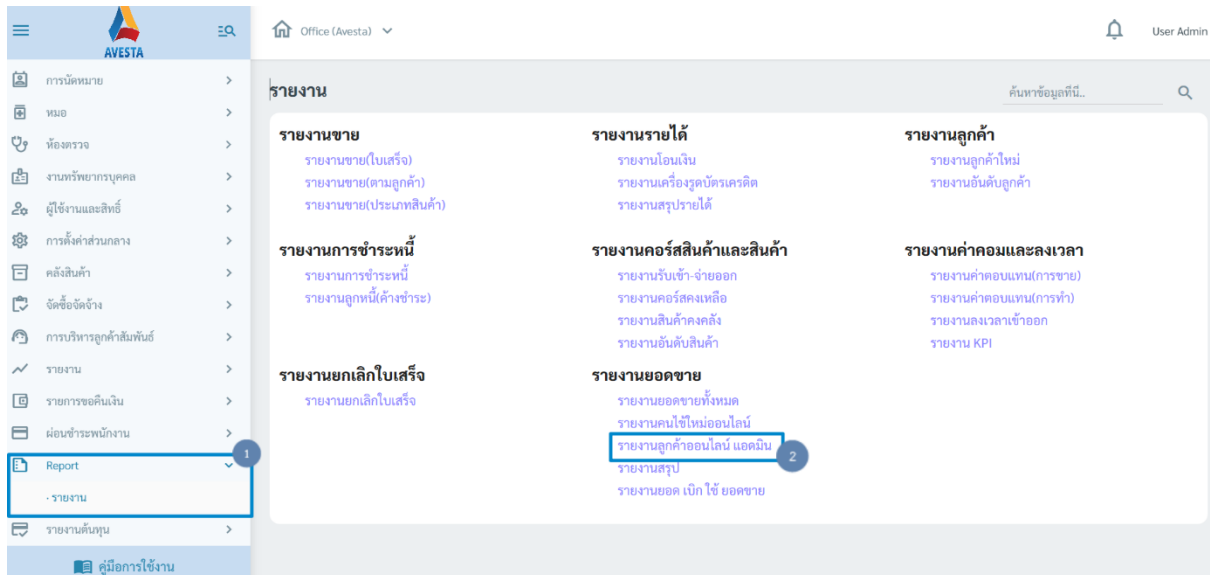 AVESTA
Office (Avesta)
User Admin
การนัดหมาย
หมอ
ห้องตรวจ
งานทรัพยากรบุคคล
ผู้ใช้งานและสิทธิ์
การตั้งค่าส่วนกลาง
คลังสินค้า
จัดซื้อจัดจ้าง
การบริหารลูกค้าสัมพันธ์
รายงาน
รายการขอคืนเงิน
ผ่อนชำระพนักงาน
Report
1
· รายงาน
รายงานต้นทุน
คู่มือการใช้งาน
รายงาน
ค้นหาข้อมูลที่นี่..
รายงานขาย
รายงานขาย(ใบเสร็จ)
รายงานขาย(ตามลูกค้า)
รายงานขาย(ประเภทสินค้า)
รายงานรายได้
รายงานโอนเงิน
รายงานเครื่องรูดบัตรเครดิต
รายงานสรุปรายได้
รายงานลูกค้า
รายงานลูกค้าใหม่
รายงานอันดับลูกค้า
รายงานการชำระหนี้
รายงานการชำระหนี้
รายงานลูกหนี้(ค้างชำระ)
รายงานคอร์สสินค้าและสินค้า
รายงานรับเข้า-จ่ายออก
รายงานคอร์สคงเหลือ
รายงานสินค้าคงคลัง
รายงานอันดับสินค้า
รายงานค่าคอมและลงเวลา
รายงานค่าตอบแทน(การขาย)
รายงานค่าตอบแทน(การทำ)
รายงานลงเวลาเข้าออก
รายงาน KPI
รายงานยกเลิกใบเสร็จ
รายงานยกเลิกใบเสร็จ
รายงานยอดขาย
รายงานยอดขายทั้งหมด
รายงานคนไข้ใหม่ออนไลน์
รายงานลูกค้าออนไลน์ แอดมิน
2
รายงานสรุป
รายงานยอด เบิก ใช้ ยอดขาย